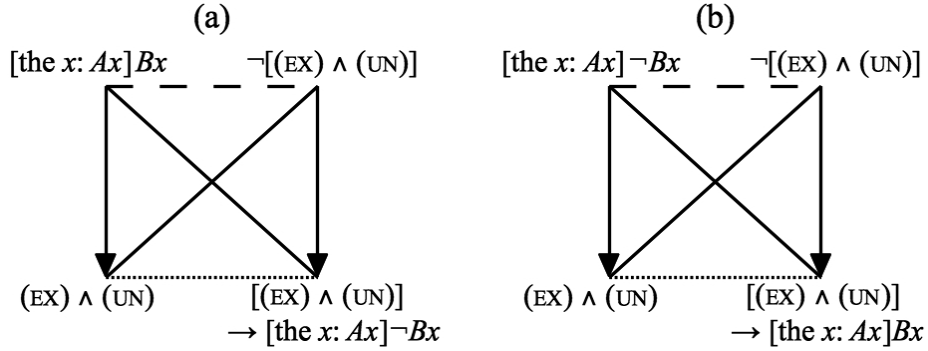 (a) (b)
[the x: Ax]Bx ¬[(EX) ∧ (UN)] [the x: Ax]¬Bx ¬[(EX) ∧ (UN)]
(EX) ∧ (UN) [(EX) ∧ (UN)] (EX) ∧ (UN) [(EX) ∧ (UN)]
→ [the x: Ax]¬Bx → [the x: Ax]Bx